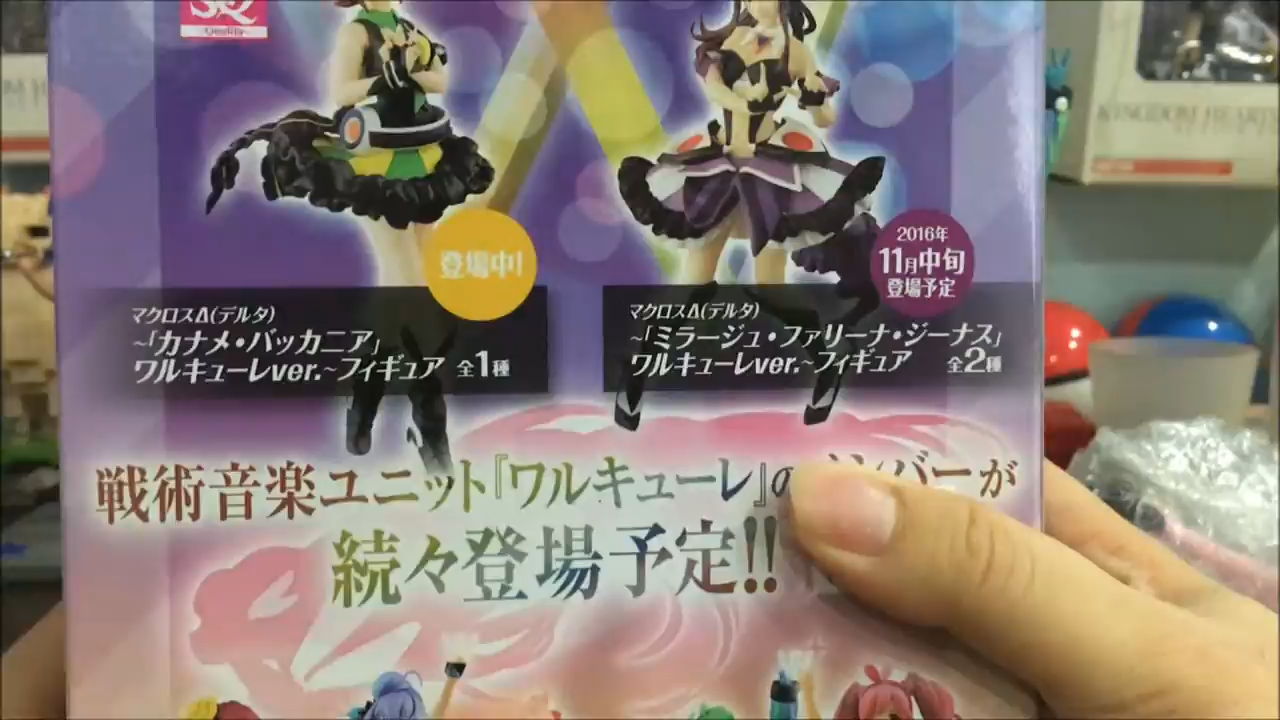 SQ
Quality
KINGDOM HEARTS
登場中!
2016年
11月中旬
登場予定
マクロスΔ(デルタ)
~「カナメ・バッカニア」
ワルキューレver.~フィギュア 全1種
マクロスΔ(デルタ)
~「ミラージュ・ファリーナ・ジーナス」
ワルキューレver.~フィギュア 全2種
戦術音楽ユニット『ワルキューレ』の バーが
続々登場予定!!